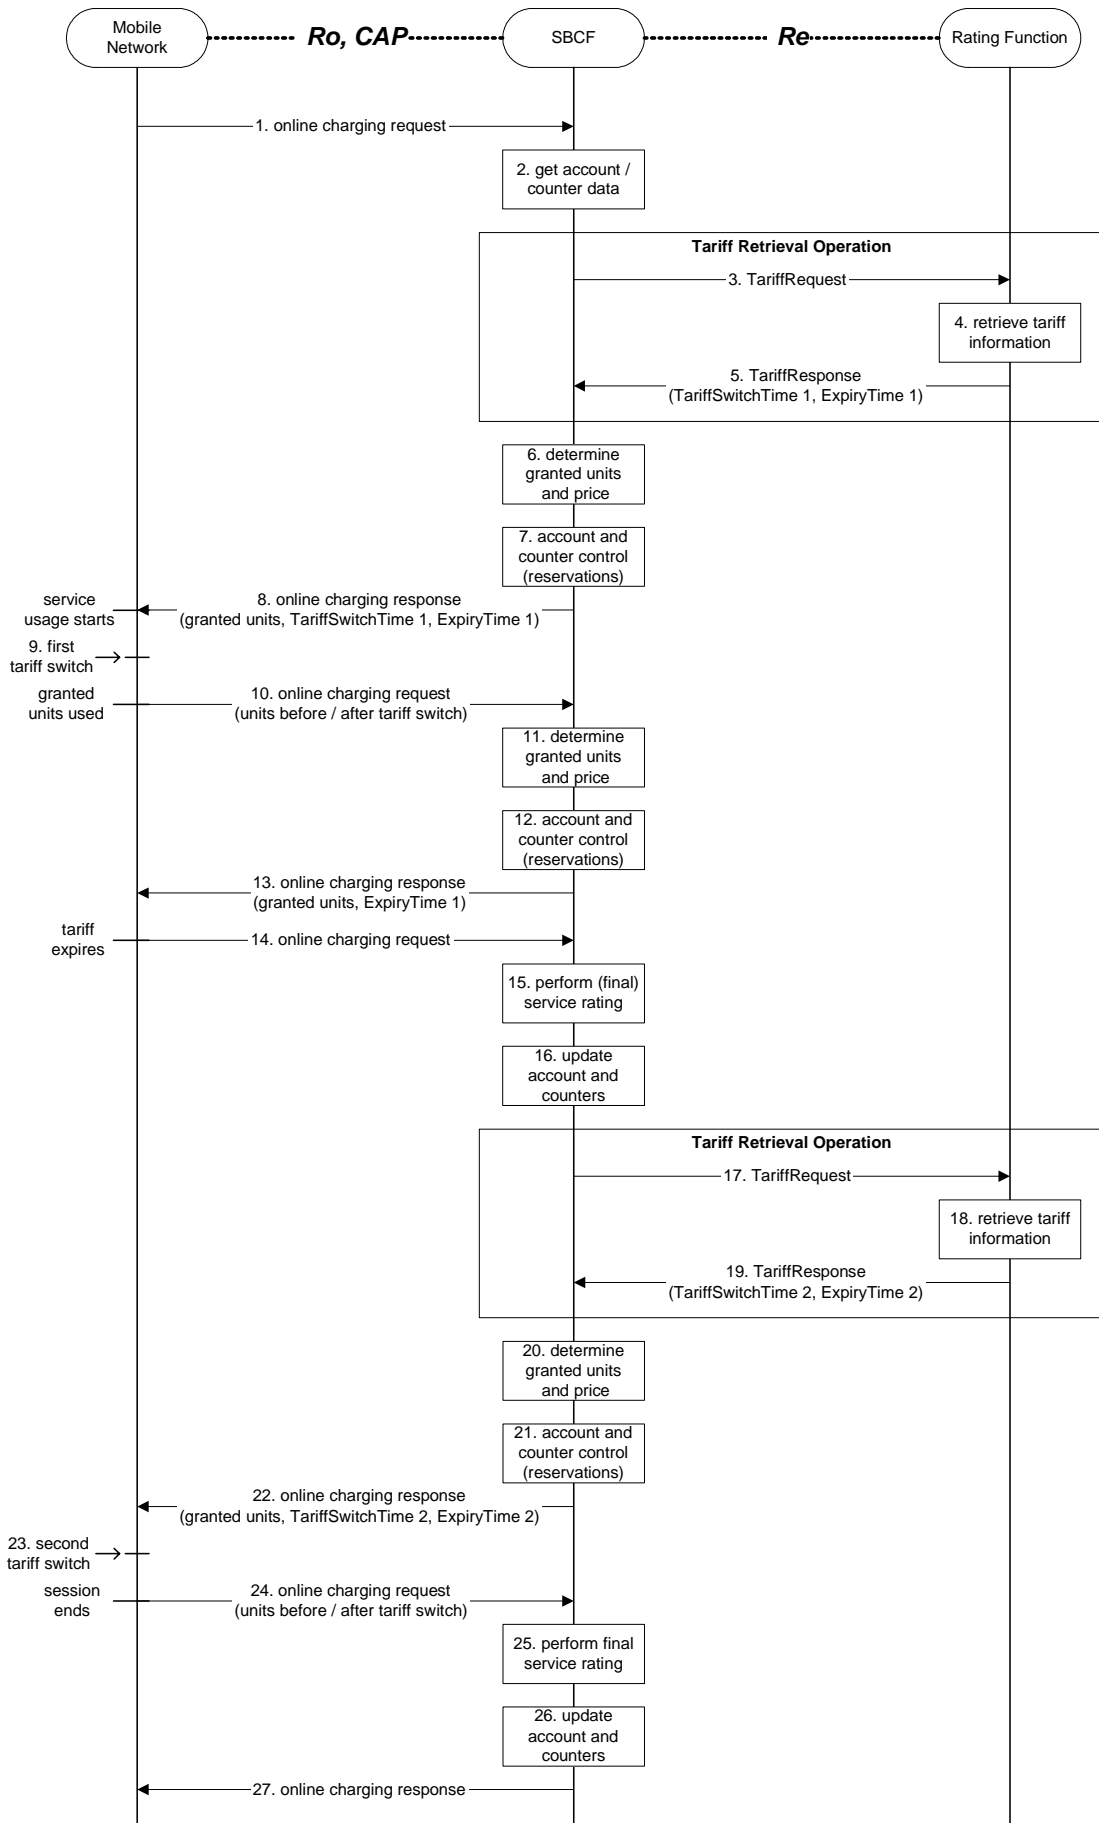 Mobile
Network
Ro, CAP
SBCF
Re
Rating Function
1. online charging request
2. get account /
counter data
Tariff Retrieval Operation
3. TariffRequest
4. retrieve tariff
information
5. TariffResponse
(TariffSwitchTime 1, ExpiryTime 1)
6. determine
granted units
and price
7. account and
counter control
(reservations)
service
usage starts
8. online charging response
(granted units, TariffSwitchTime 1, ExpiryTime 1)
9. first
tariff switch
granted
units used
10. online charging request
(units before / after tariff switch)
11. determine
granted units
and price
12. account and
counter control
(reservations)
13. online charging response
(granted units, ExpiryTime 1)
tariff
expires
14. online charging request
15. perform (final)
service rating
16. update
account and
counters
Tariff Retrieval Operation
17. TariffRequest
18. retrieve tariff
information
19. TariffResponse
(TariffSwitchTime 2, ExpiryTime 2)
20. determine
granted units
and price
21. account and
counter control
(reservations)
22. online charging response
(granted units, TariffSwitchTime 2, ExpiryTime 2)
23. second
tariff switch
session
ends
24. online charging request
(units before / after tariff switch)
25. perform final
service rating
26. update
account and
counters
27. online charging response